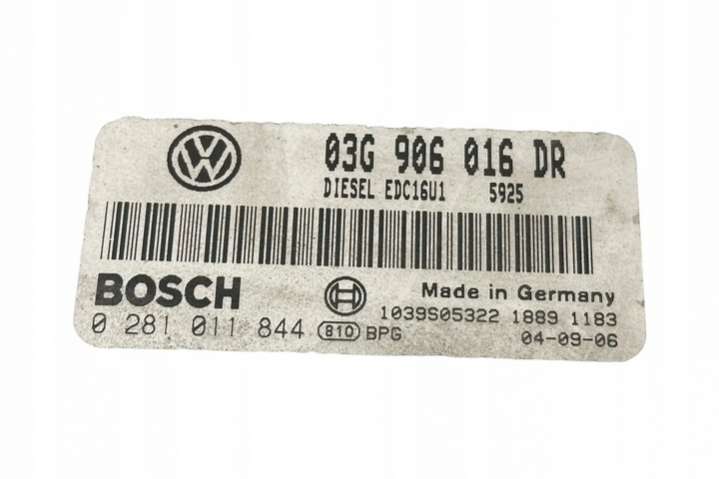 03G 906 016 DR
DIESEL EDC16U1 5925
BOSCH
Made in Germany
0 281 011 844 810 BPG
1039S05322 1889 1183
04-09-06